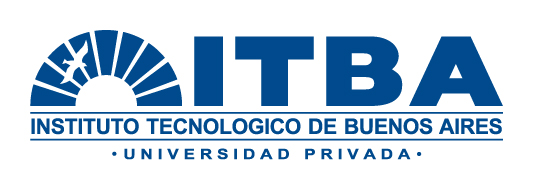 ITBA
INSTITUTO TECNOLOGICO DE BUENOS AIRES
• UNIVERSIDAD PRIVADA •